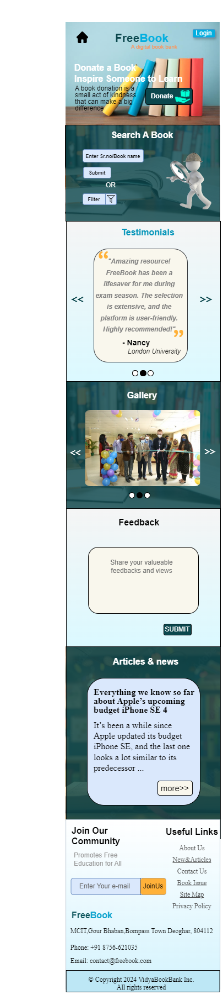 Login
FreeBook
A digital book bank
Donate a Book
Inspire Someone to Learn
A book donation is a
small act of kindness
that can make a big
difference
Donate
Search A Book
Enter Sr.no/Book name
Submit
OR
Filter
Testimonials
“
"Amazing resource!
FreeBook has been a
lifesaver for me during
exam season. The selection
is extensive, and the
platform is user-friendly.
Highly recommended!"
”
<< >>
- Nancy
London University
Gallery
<< >>
Feedback
Share your valueable
feedbacks and views
SUBMIT
Articles & news
Everything we know so far
about Apple’s upcoming
budget iPhone SE 4
It’s been a while since
Apple updated its budget
iPhone SE, and the last one
looks a lot similar to its
predecessor ...
more>>
Join Our
Community
Promotes Free
Education for All
Enter Your e-mail
JoinUs
Useful Links
About Us
New&Articles
Contact Us
Book Issue
Site Map
Privacy Policy
FreeBook
MCIT,Gour Bhaban,Bompass Town Deoghar, 804112
Phone: +91 8756-621035
Email: contact@freebook.com
© Copyright 2024 VidyaBookBank Inc.
All rights reserved